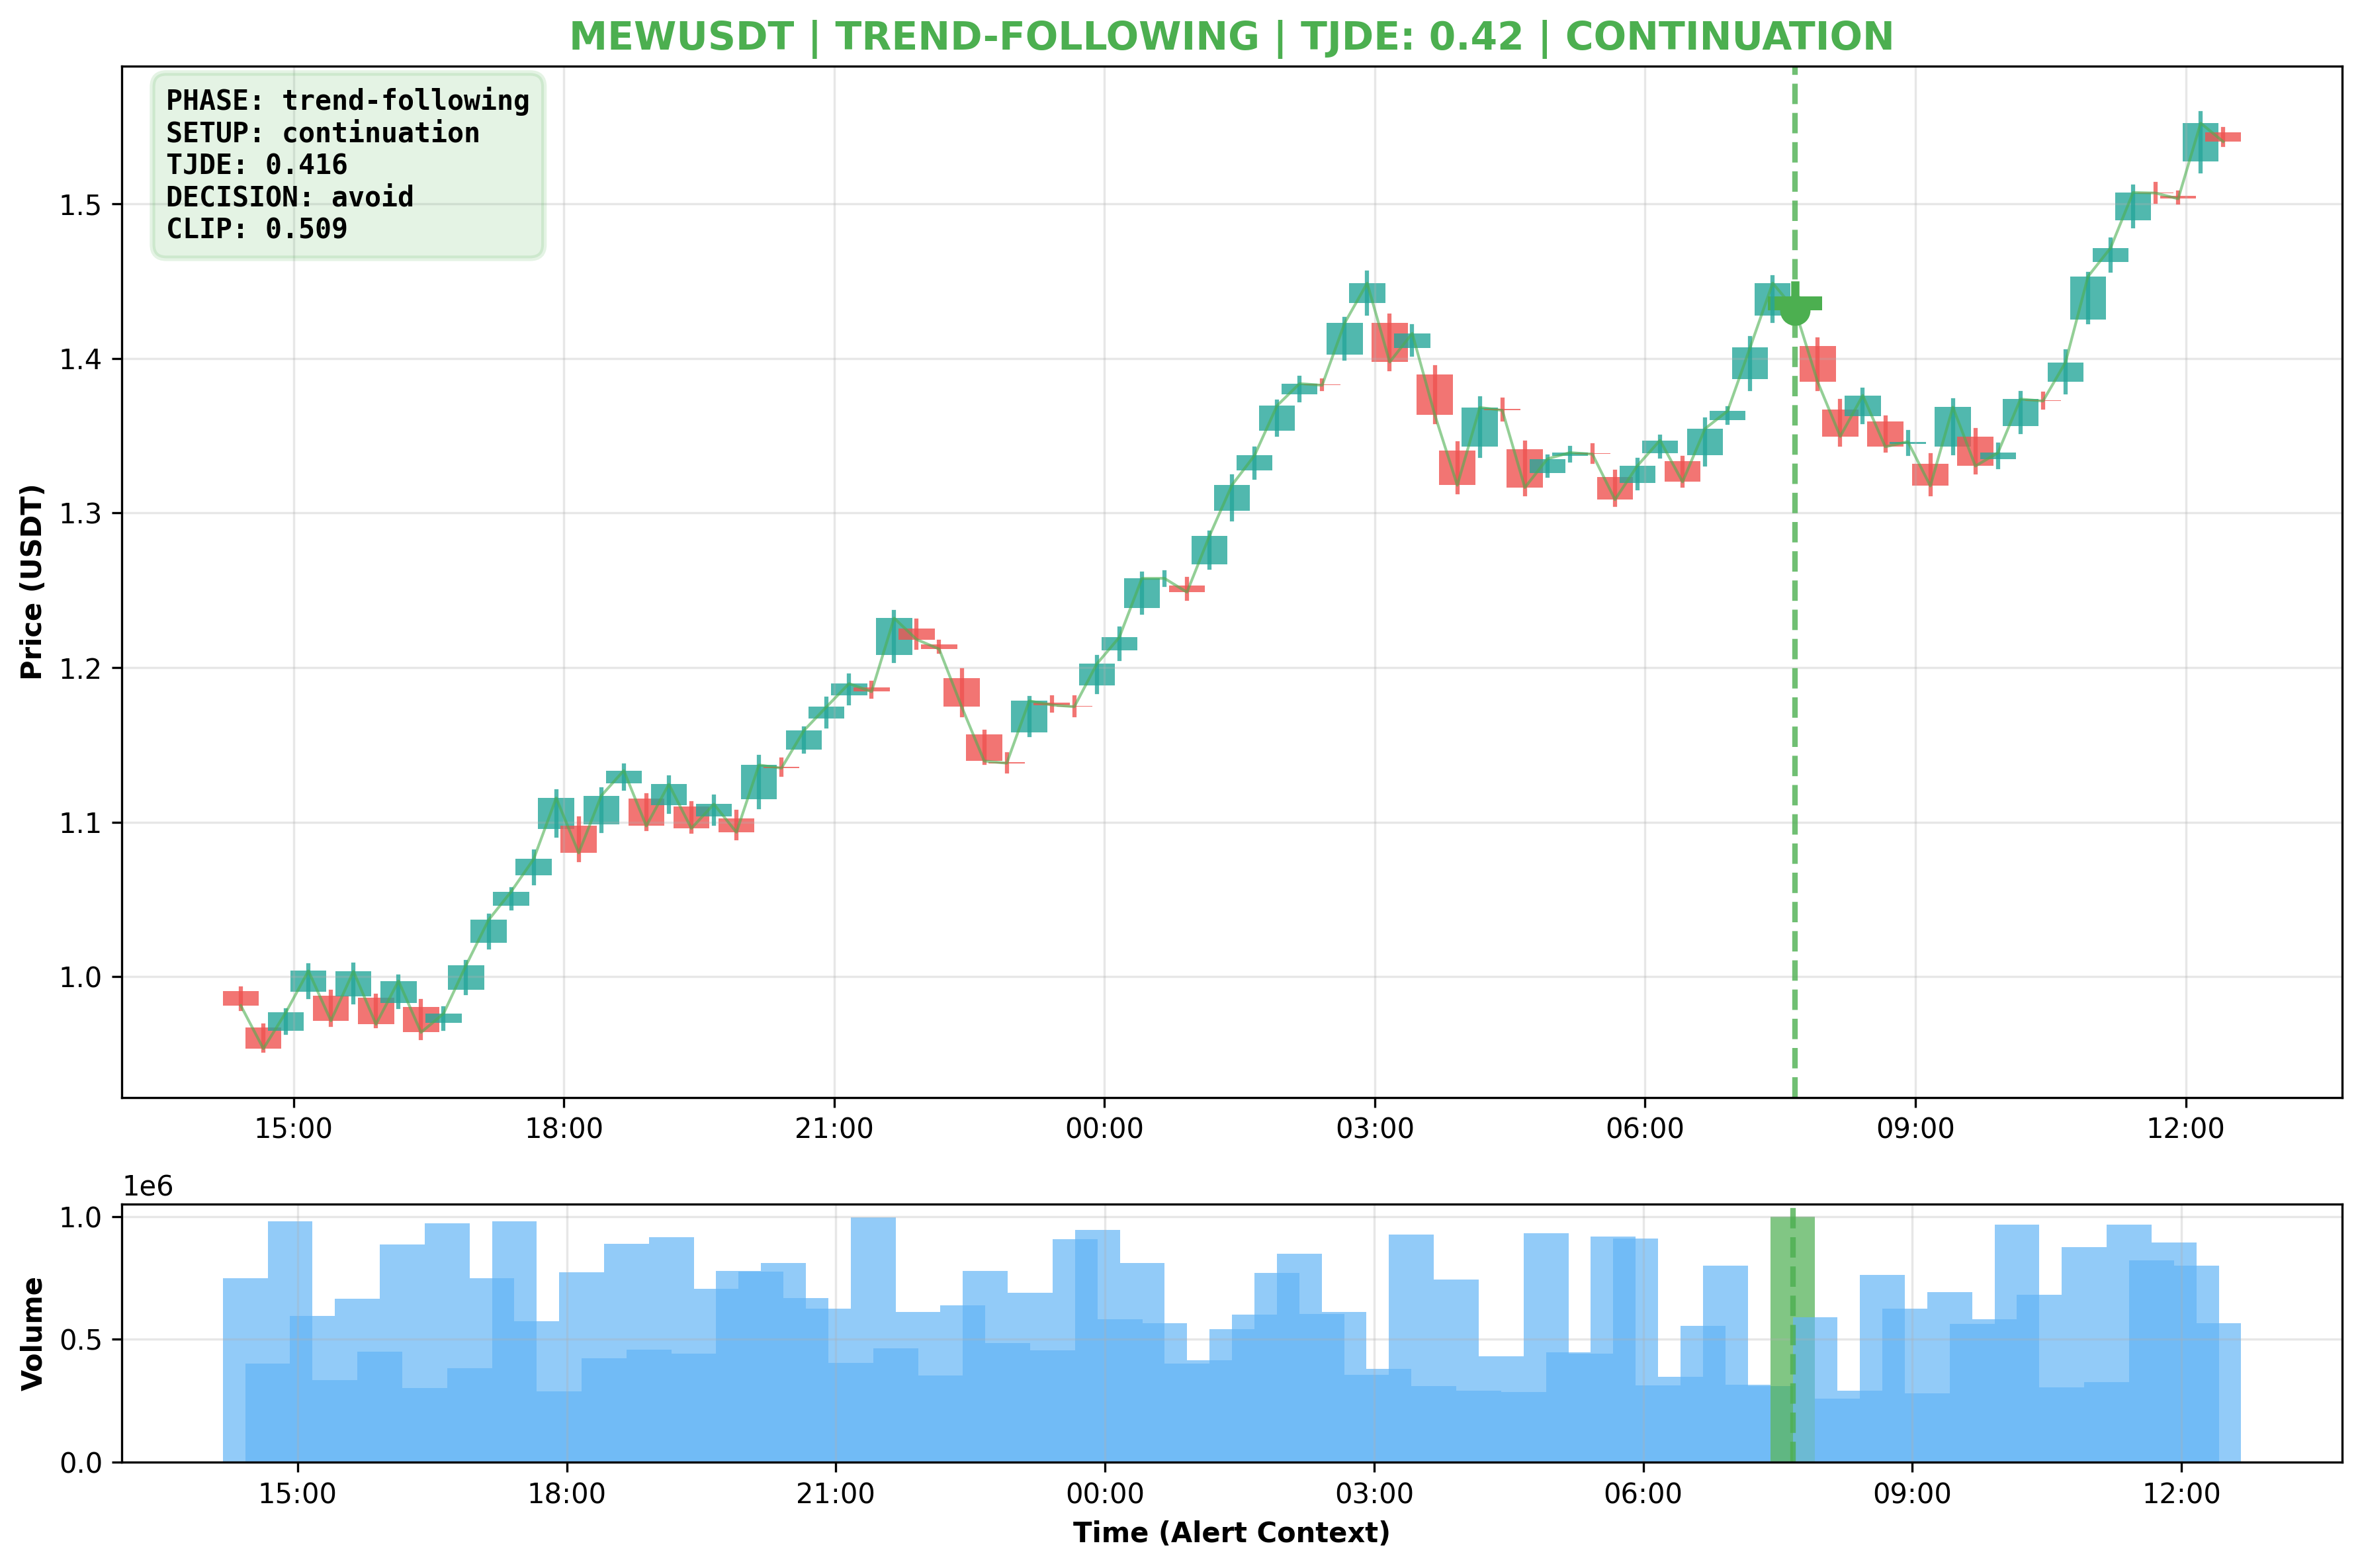 MEWUSDT | TREND-FOLLOWING | TJDE: 0.42 | CONTINUATION
PHASE: trend-following
SETUP: continuation
TJDE: 0.416
DECISION: avoid
CLIP: 0.509
Price (USDT)
1.5
1.4
1.3
1.2
1.1
1.0
15:00 18:00 21:00 00:00 03:00 06:00 09:00 12:00
1e6
Volume
1.0
0.5
0.0
15:00 18:00 21:00 00:00 03:00 06:00 09:00 12:00
Time (Alert Context)